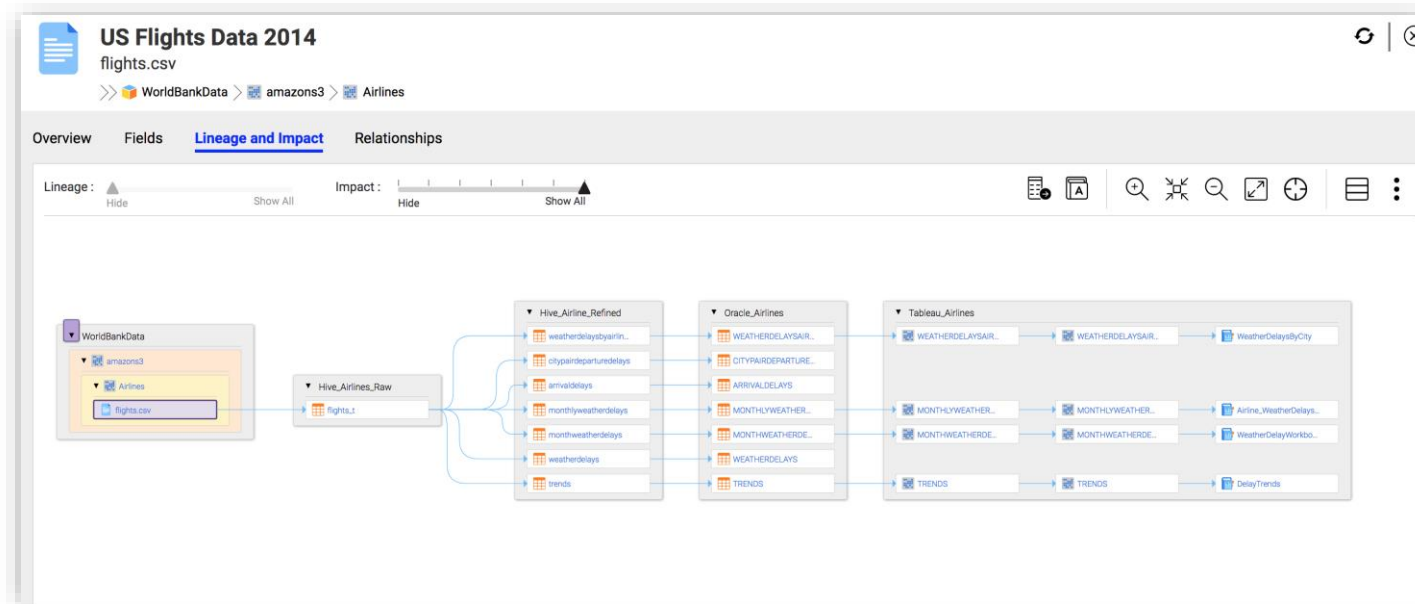 US Flights Data 2014
flights.csv
WorldBankData > amazons3 > Airlines
Overview Fields Lineage and Impact Relationships
Lineage : Hide Show All Impact : Hide Show All
WorldBankData
amazons3
Airlines
flights.csv
Hive_Airlines_Raw
flights_t
Hive_Airline_Refined
weatherdelaysbyairlin...
citypairdeparturedelays
arrivaldelays
monthlyweatherdelays
monthweatherdelays
weatherdelays
trends
Oracle_Airlines
WEATHERDELAYSAIR...
CITYPAIRDEPARTURE...
ARRIVALDELAYS
MONTHLYWEATHER...
MONTHWEATHERDE...
WEATHERDELAYS
TRENDS
Tableau_Airlines
WEATHERDELAYSAIR... WEATHERDELAYSAIR... WeatherDelaysByCity
MONTHLYWEATHER... MONTHLYWEATHER... Airline_WeatherDelays...
MONTHWEATHERDE... MONTHWEATHERDE... WeatherDelayWorkbo...
TRENDS TRENDS DelayTrends